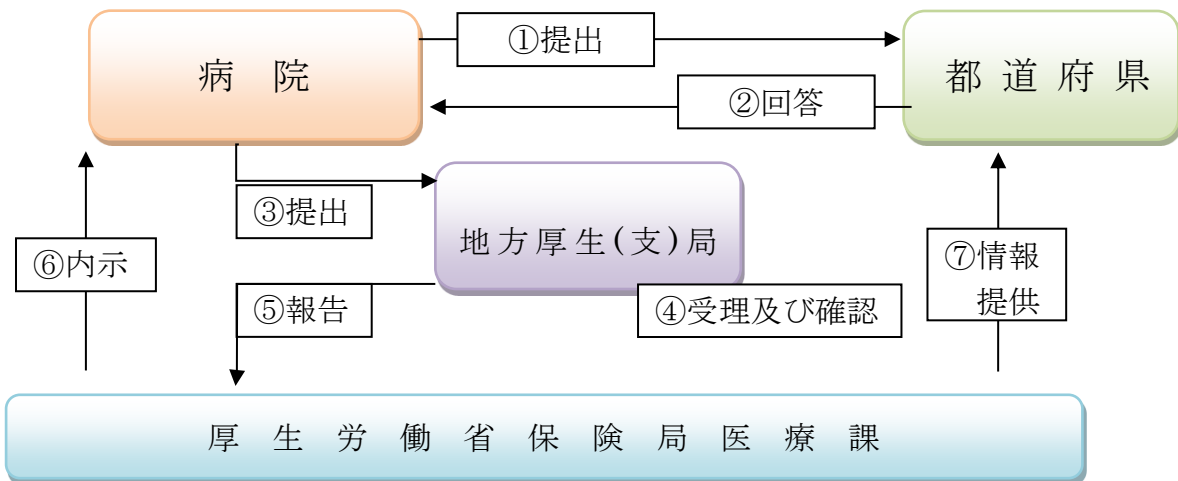 ①提出
病院
都道府県
②回答
③提出
地方厚生(支)局
⑥内示
⑦情報
提供
⑤報告
④受理及び確認
厚生労働省保険局医療課